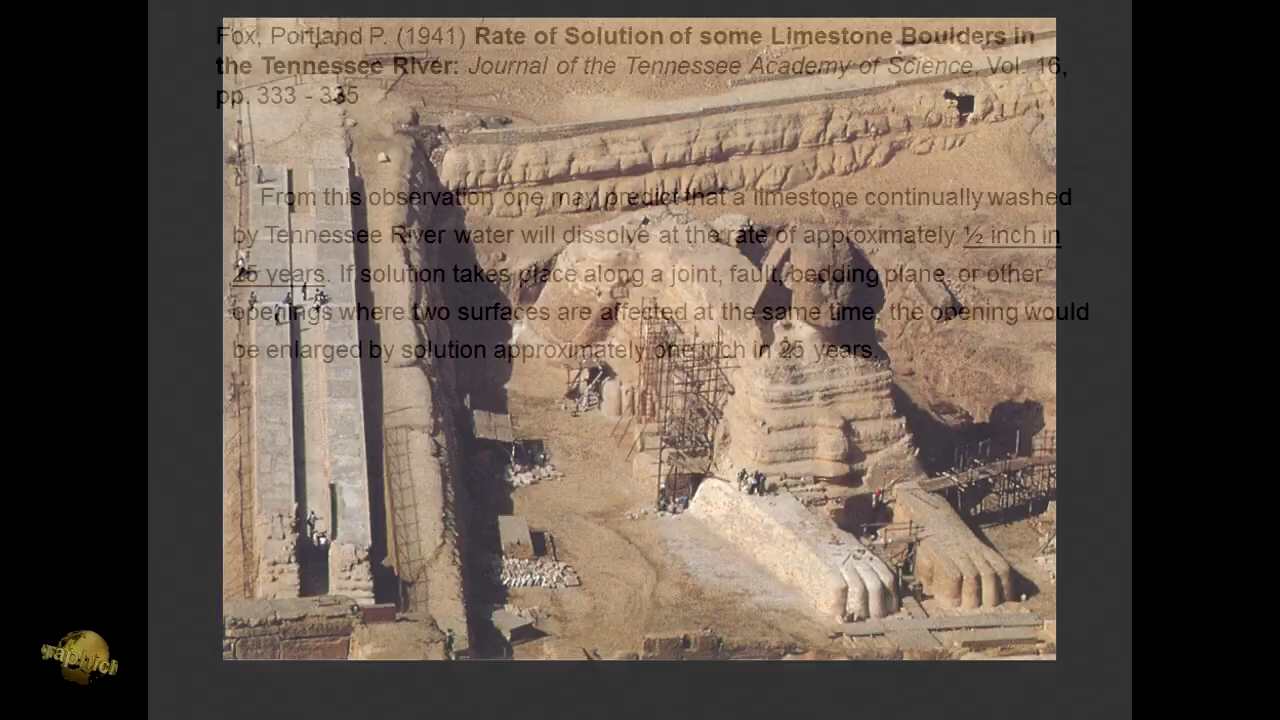 Fox, Portland P. (1941) Rate of Solution of some Limestone Boulders in
the Tennessee River: Journal of the Tennessee Academy of Science, Vol. 16,
pp. 333 - 335
From this observation one may predict that a limestone continually washed
by Tennessee River water will dissolve at the rate of approximately ½ inch in
25 years. If solution takes place along a joint, fault, bedding plane, or other
openings where two surfaces are affected at the same time, the opening would
be enlarged by solution approximately one inch in 25 years.